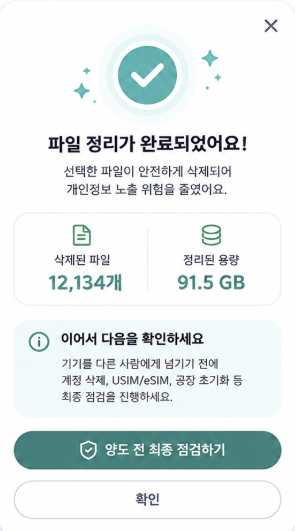 파일 정리가 완료되었어요!
선택한 파일이 안전하게 삭제되어
개인정보 노출 위험을 줄였어요.
삭제된 파일
12,134개
정리된 용량
91.5 GB
이어서 다음을 확인하세요
기기를 다른 사람에게 넘기기 전에
계정 삭제, USIM/eSIM, 공장 초기화 등
최종 점검을 진행하세요.
양도 전 최종 점검하기
확인